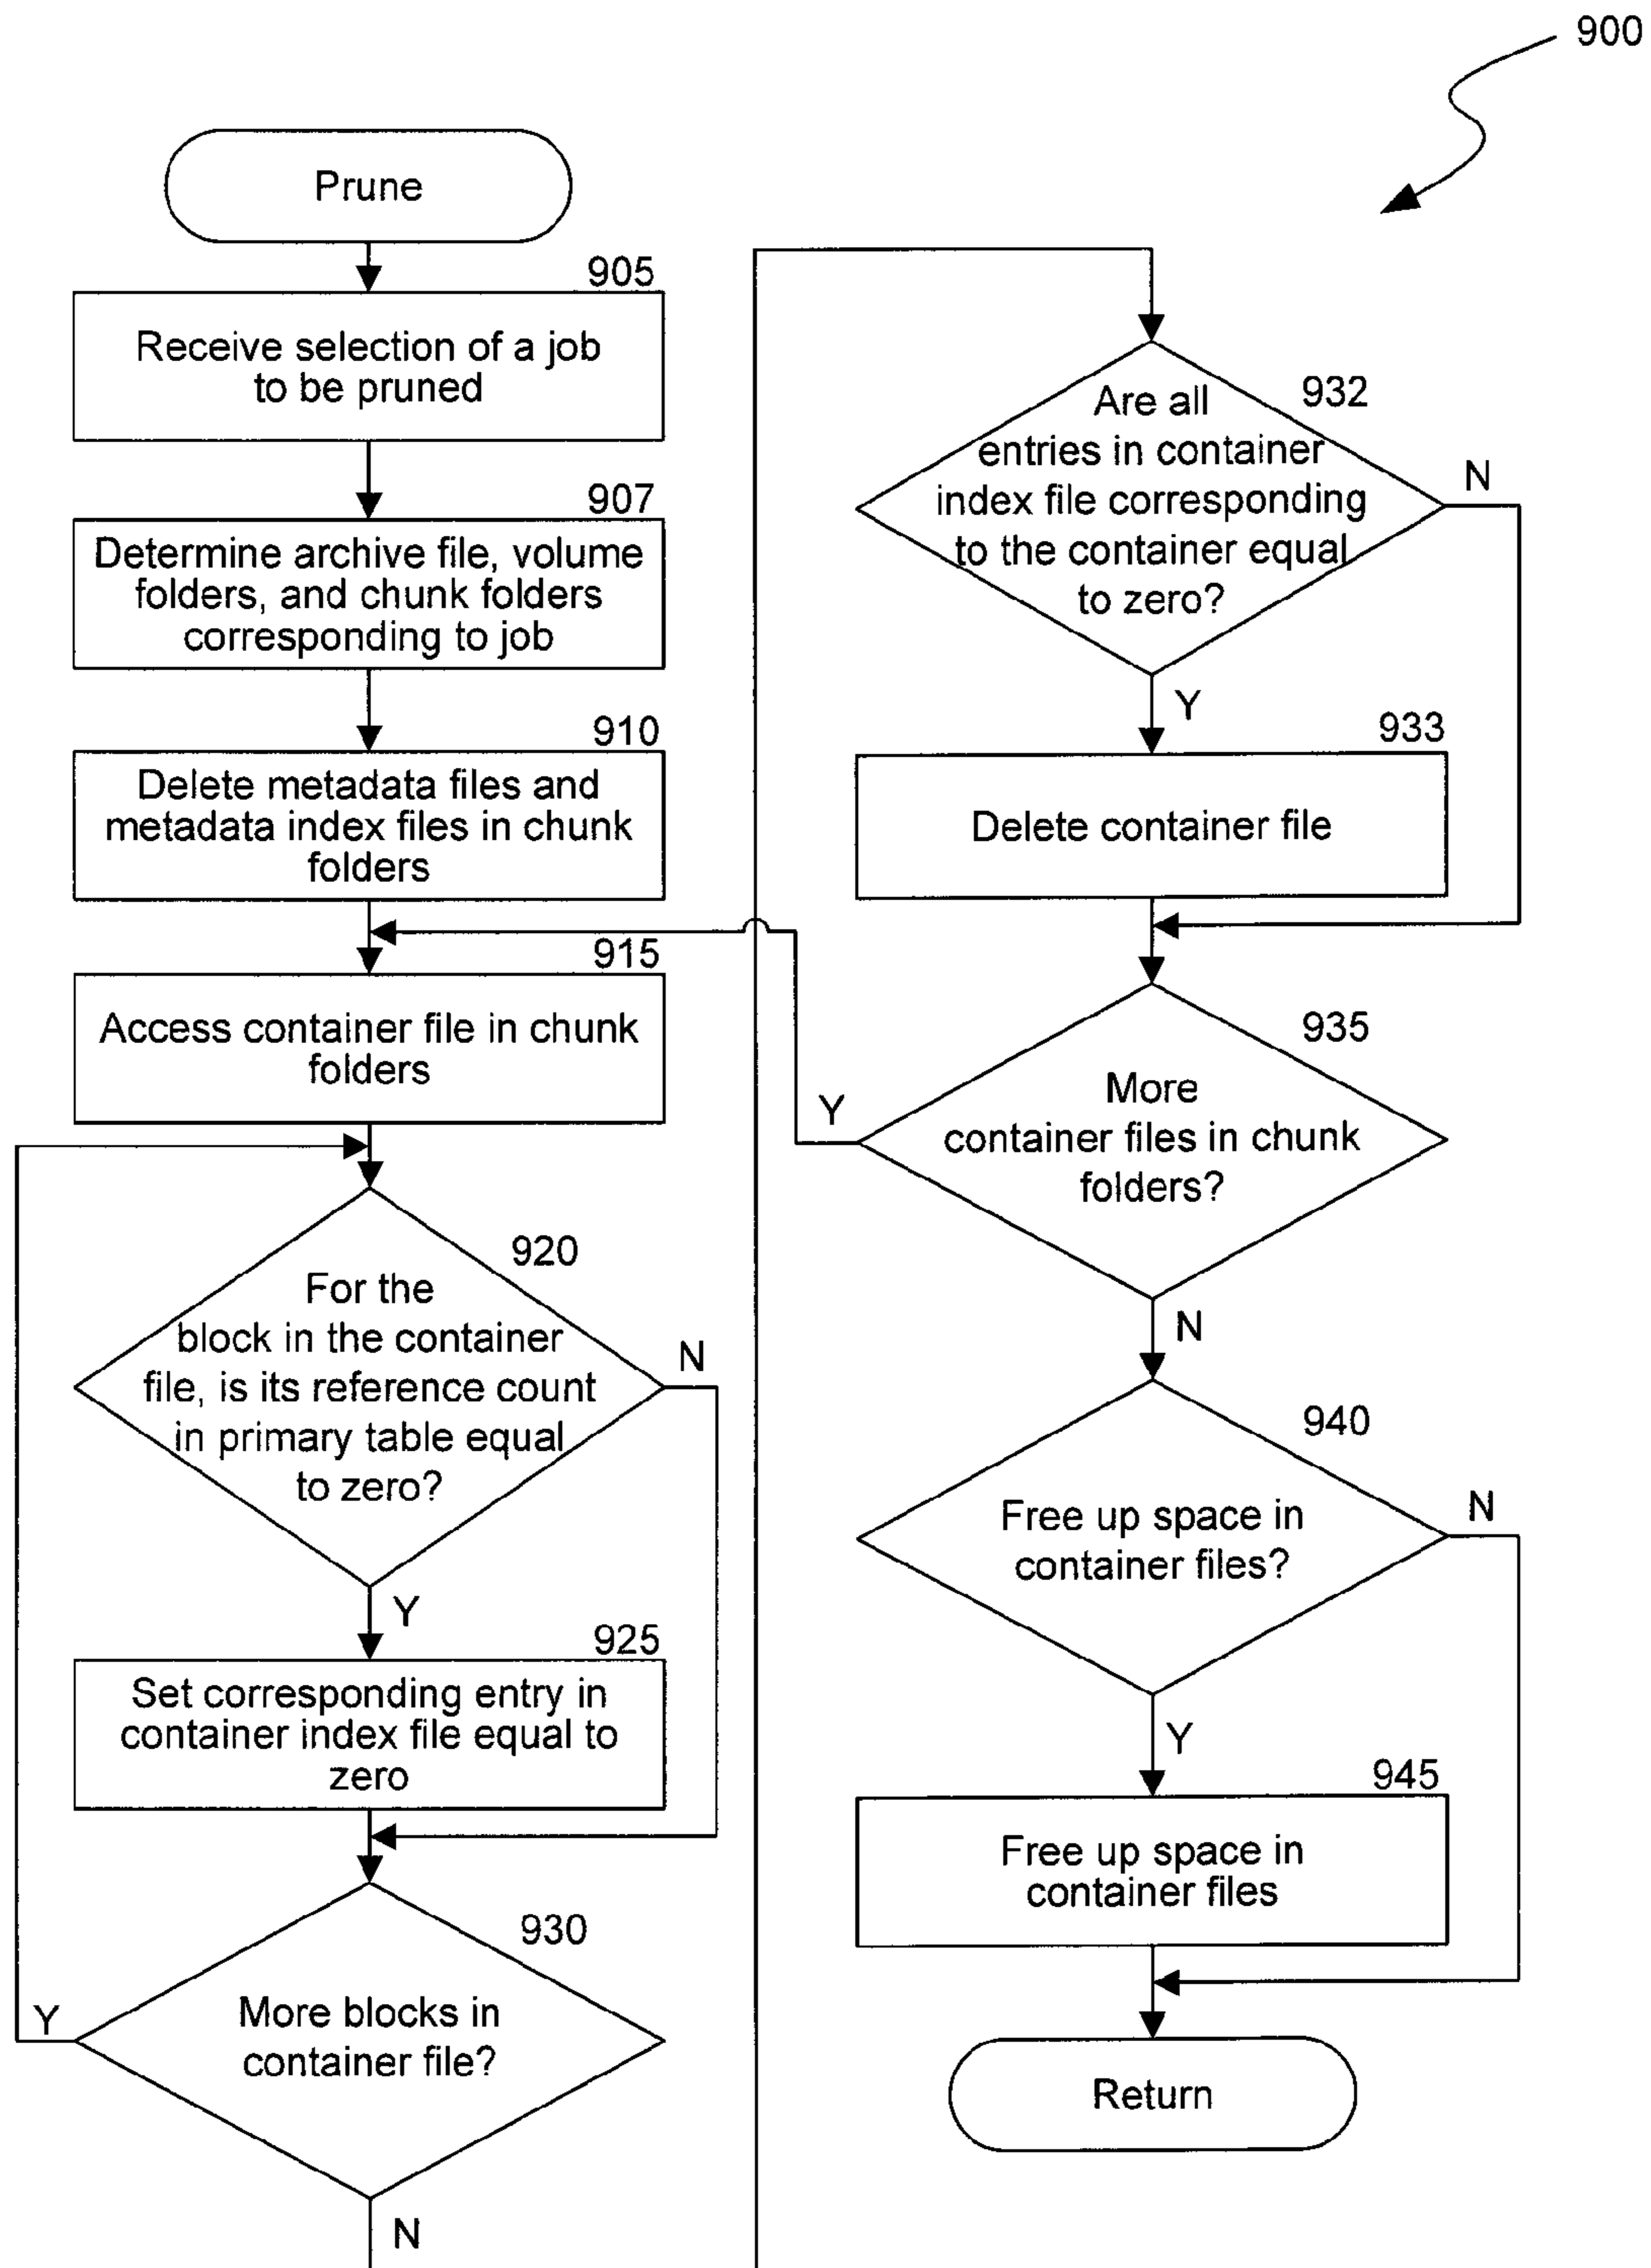 900
Prune
905
Receive selection of a job
to be pruned
907
Determine archive file, volume
folders, and chunk folders
corresponding to job
910
Delete metadata files and
metadata index files in chunk
folders
915
Access container file in chunk
folders
920
For the
block in the container
file, is its reference count
in primary table equal
to zero?
N
Y
925
Set corresponding entry in
container index file equal to
zero
930
More blocks in
container file?
Y
N
932
Are all
entries in container
index file corresponding
to the container equal
to zero?
N
Y
933
Delete container file
935
More
container files in chunk
folders?
Y
N
940
Free up space in
container files?
N
Y
945
Free up space in
container files
Return